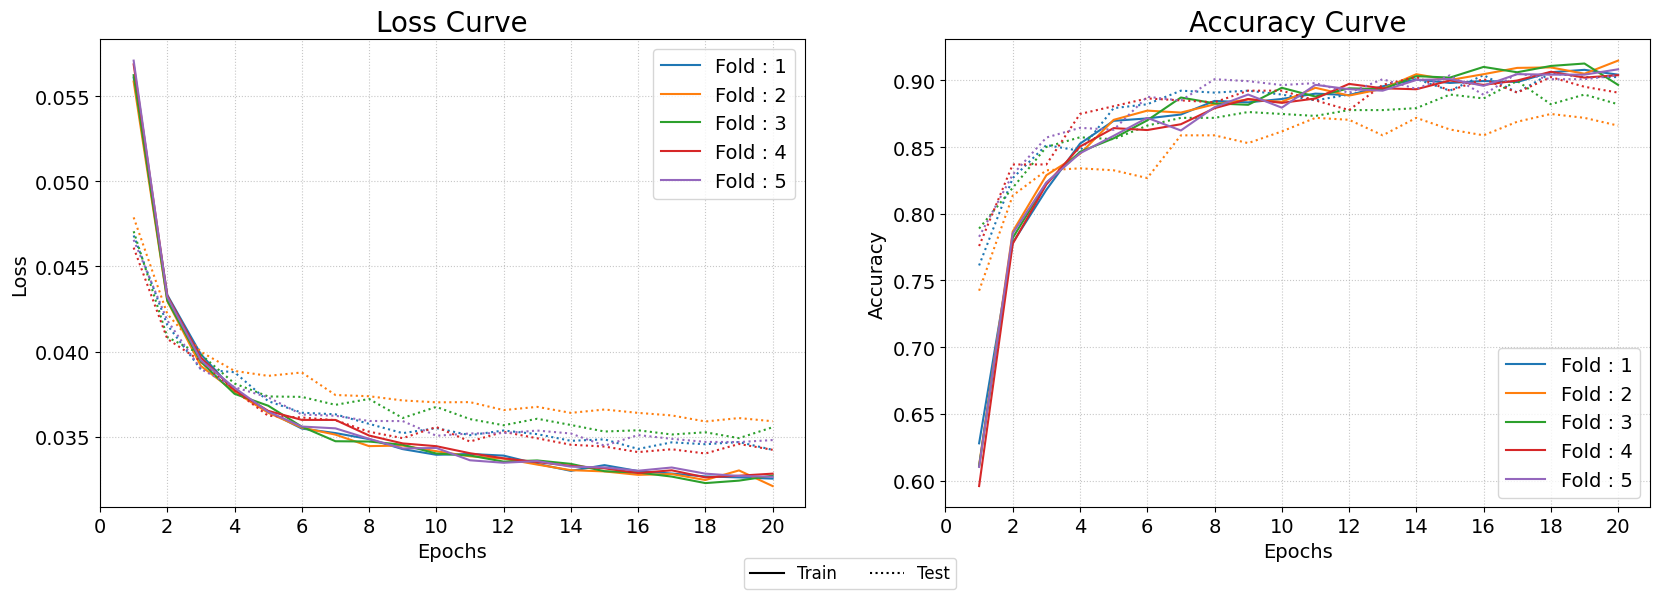 Loss Curve
Loss
0.055
0.050
0.045
0.040
0.035
0 2 4 6 8 10 12 14 16 18 20
Epochs
Fold : 1
Fold : 2
Fold : 3
Fold : 4
Fold : 5
Accuracy Curve
Accuracy
0.90
0.85
0.80
0.75
0.70
0.65
0.60
0 2 4 6 8 10 12 14 16 18 20
Epochs
Fold : 1
Fold : 2
Fold : 3
Fold : 4
Fold : 5
Train Test